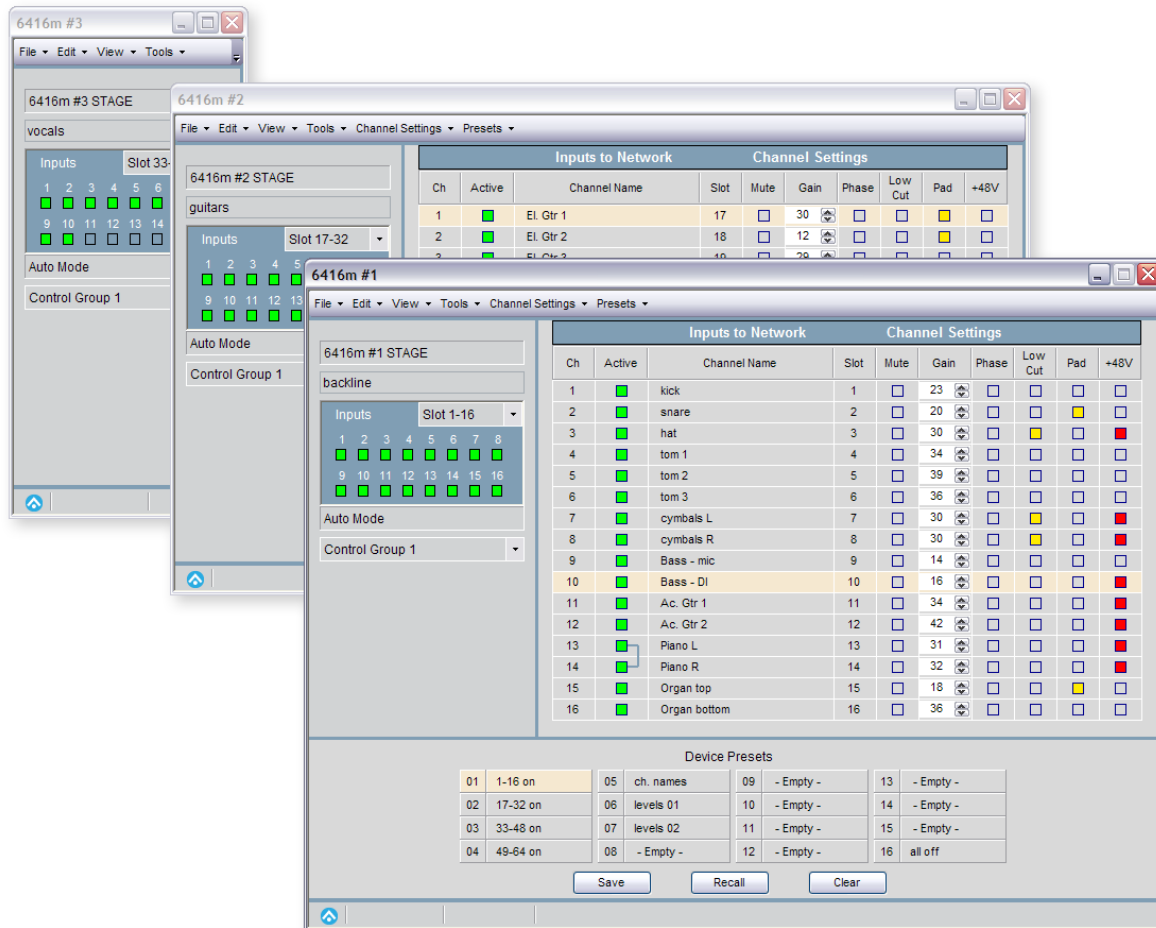 6416m #3
File Edit View Tools
6416m #3 STAGE
vocals
Inputs Slot 33-
1 2 3 4 5 6
9 10 11 12 13 14
Auto Mode
Control Group 1
6416m #2
File Edit View Tools Channel Settings Presets
6416m #2 STAGE
guitars
Inputs Slot 17-32
1 2 3 4 5
9 10 11 12 13
Auto Mode
Control Group 1
Inputs to Network Channel Settings
Ch Active Channel Name Slot Mute Gain Phase Low Cut Pad +48V
1 El. Gtr 1 17 30
2 El. Gtr 2 18 12
3 El. Gtr 3 19 29
6416m #1
File Edit View Tools Channel Settings Presets
6416m #1 STAGE
backline
Inputs Slot 1-16
1 2 3 4 5 6 7 8
9 10 11 12 13 14 15 16
Auto Mode
Control Group 1
Inputs to Network Channel Settings
Ch Active Channel Name Slot Mute Gain Phase Low Cut Pad +48V
1 kick 1 23
2 snare 2 20
3 hat 3 30
4 tom 1 4 34
5 tom 2 5 39
6 tom 3 6 36
7 cymbals L 7 30
8 cymbals R 8 30
9 Bass - mic 9 14
10 Bass - DI 10 16
11 Ac. Gtr 1 11 34
12 Ac. Gtr 2 12 42
13 Piano L 13 31
14 Piano R 14 32
15 Organ top 15 18
16 Organ bottom 16 36
Device Presets
01 1-16 on 05 ch. names 09 - Empty - 13 - Empty -
02 17-32 on 06 levels 01 10 - Empty - 14 - Empty -
03 33-48 on 07 levels 02 11 - Empty - 15 - Empty -
04 49-64 on 08 - Empty - 12 - Empty - 16 all off
Save Recall Clear